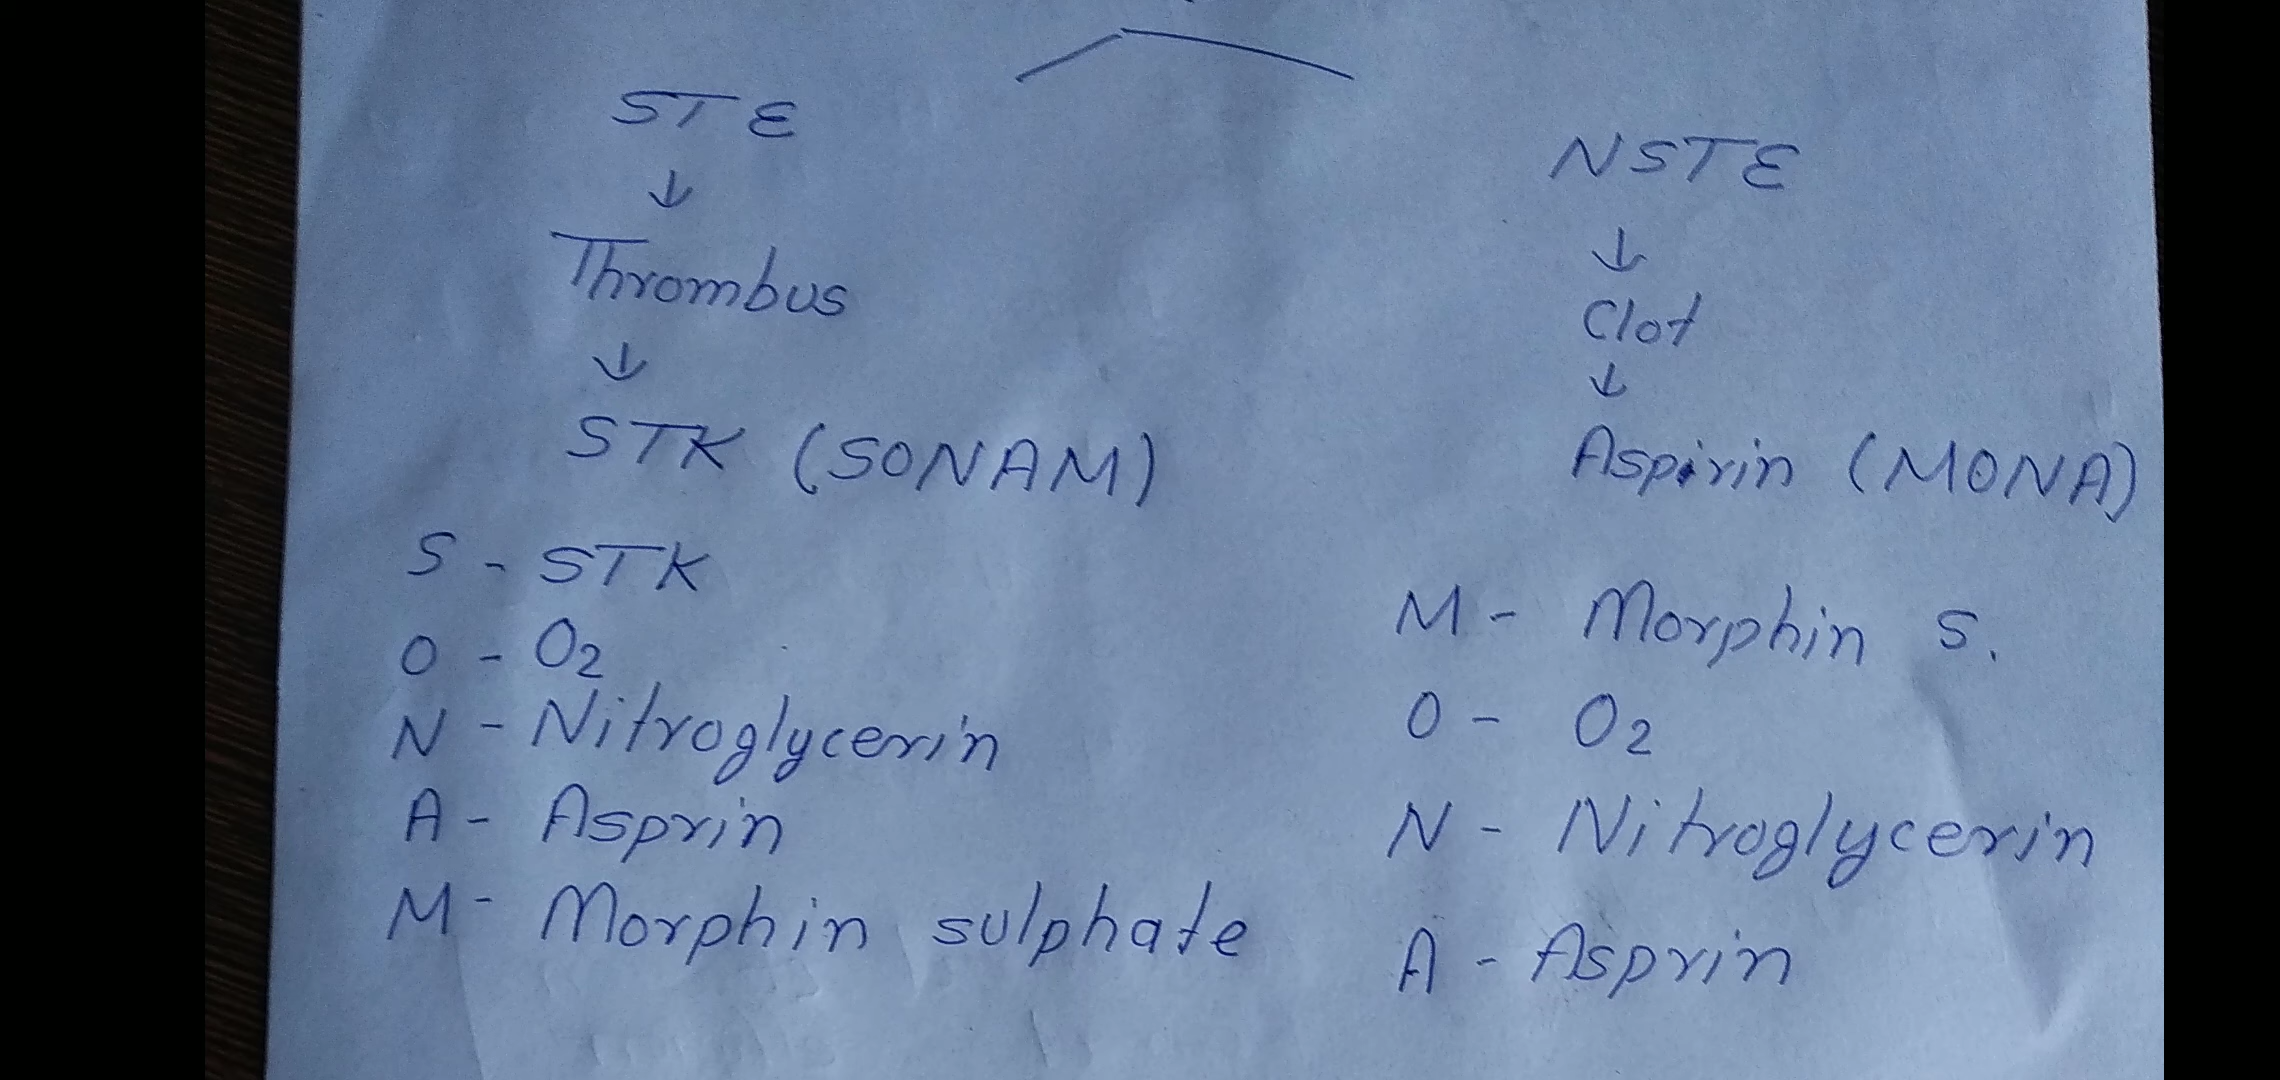 STE
↓
Thrombus
↓
STK (SONAM)
S - STK
O - O2
N - Nitroglycerin
A - Asprin
M - Morphin sulphate
NSTE
↓
Clot
↓
Aspirin (MONA)
M - Morphin S.
O - O2
N - Nitroglycerin
A - Asprin